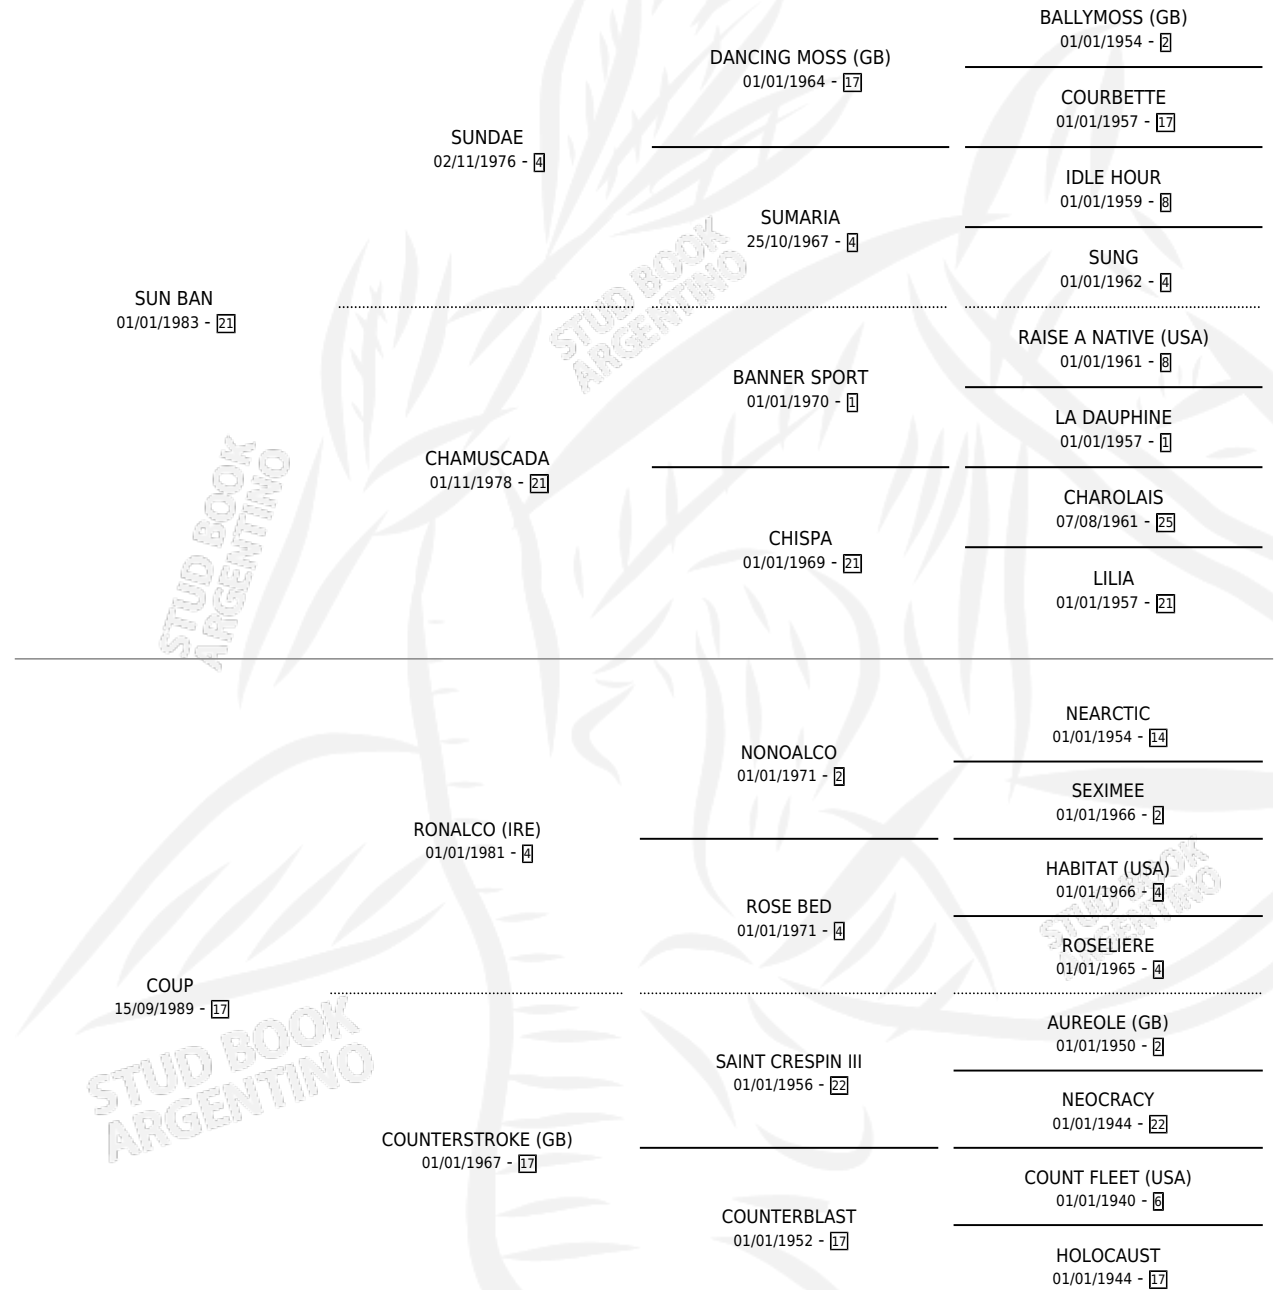 BALLYMOSS (GB)
01/01/1954 - 2
DANCING MOSS (GB)
01/01/1964 - 17
COURBETTE
01/01/1957 - 17
SUNDAE
02/11/1976 - 4
IDLE HOUR
01/01/1959 - 8
SUMARIA
25/10/1967 - 4
SUNG
01/01/1962 - 4
SUN BAN
01/01/1983 - 21
RAISE A NATIVE (USA)
01/01/1961 - 8
BANNER SPORT
01/01/1970 - 1
LA DAUPHINE
01/01/1957 - 1
CHAMUSCADA
01/11/1978 - 21
CHAROLAIS
07/08/1961 - 25
CHISPA
01/01/1969 - 21
LILIA
01/01/1957 - 21
STUD BOOK
ARGENTINO
STUD BOOK
ARGENTINO
NEARCTIC
01/01/1954 - 14
NONOALCO
01/01/1971 - 2
SEXIMEE
01/01/1966 - 2
RONALCO (IRE)
01/01/1981 - 4
HABITAT (USA)
01/01/1966 - 4
ROSE BED
01/01/1971 - 4
ROSELIERE
01/01/1965 - 4
COUP
15/09/1989 - 17
AUREOLE (GB)
01/01/1950 - 2
SAINT CRESPIN III
01/01/1956 - 22
NEOCRACY
01/01/1944 - 22
COUNTERSTROKE (GB)
01/01/1967 - 17
COUNT FLEET (USA)
01/01/1940 - 6
COUNTERBLAST
01/01/1952 - 17
HOLOCAUST
01/01/1944 - 17
STUD BOOK
ARGENTINO
STUD BOOK
ARGENTINO